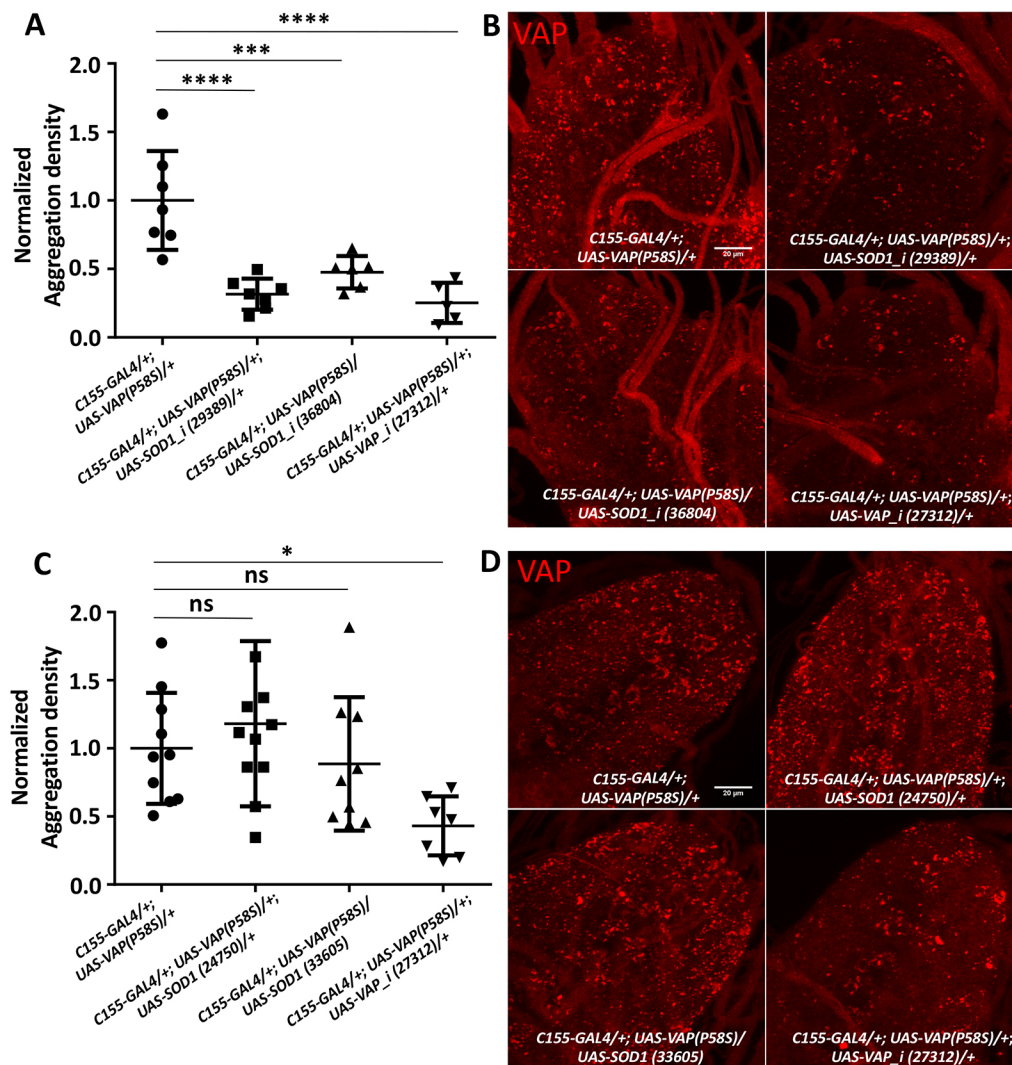 A
****
***
****
Normalized
Aggregation density
2.0
1.5
1.0
0.5
0.0
C155-GAL4/+;
UAS-VAP(P58S)/+
C155-GAL4/+; UAS-VAP(P58S)/+;
UAS-SOD1_i (29389)/+
C155-GAL4/+; UAS-VAP(P58S)/
UAS-SOD1_i (36804)
C155-GAL4/+; UAS-VAP(P58S)/+;
UAS-VAP_i (27312)/+
B
VAP
C155-GAL4/+;
UAS-VAP(P58S)/+
20 µm
C155-GAL4/+; UAS-VAP(P58S)/+;
UAS-SOD1_i (29389)/+
C155-GAL4/+; UAS-VAP(P58S)/
UAS-SOD1_i (36804)
C155-GAL4/+; UAS-VAP(P58S)/+;
UAS-VAP_i (27312)/+
C
*
ns
ns
Normalized
Aggregation density
2.0
1.5
1.0
0.5
0.0
C155-GAL4/+;
UAS-VAP(P58S)/+
C155-GAL4/+; UAS-VAP(P58S)/+;
UAS-SOD1 (24750)/+
C155-GAL4/+; UAS-VAP(P58S)/
UAS-SOD1 (33605)
C155-GAL4/+; UAS-VAP(P58S)/+;
UAS-VAP_i (27312)/+
D
VAP
C155-GAL4/+;
UAS-VAP(P58S)/+
20 µm
C155-GAL4/+; UAS-VAP(P58S)/+;
UAS-SOD1 (24750)/+
C155-GAL4/+; UAS-VAP(P58S)/
UAS-SOD1 (33605)
C155-GAL4/+; UAS-VAP(P58S)/+;
UAS-VAP_i (27312)/+